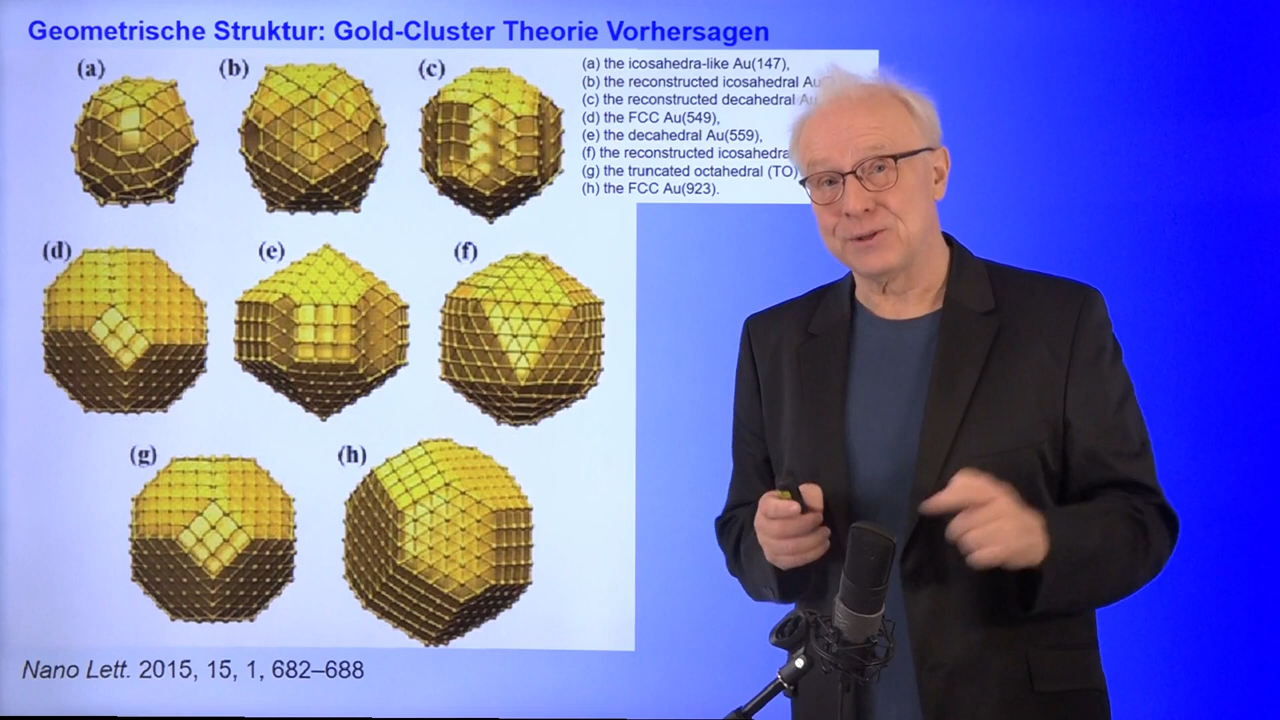 Geometrische Struktur: Gold-Cluster Theorie Vorhersagen
(a) (b) (c)
(a) the icosahedra-like Au(147),
(b) the reconstructed icosahedral
(c) the reconstructed decahedral
(d) the FCC Au(549),
(e) the decahedral Au(559),
(f) the reconstructed
(g) the truncated octahedral (TO)
(h) the FCC Au(923).
(d) (e) (f)
(g) (h)
Nano Lett. 2015, 15, 1, 682–688